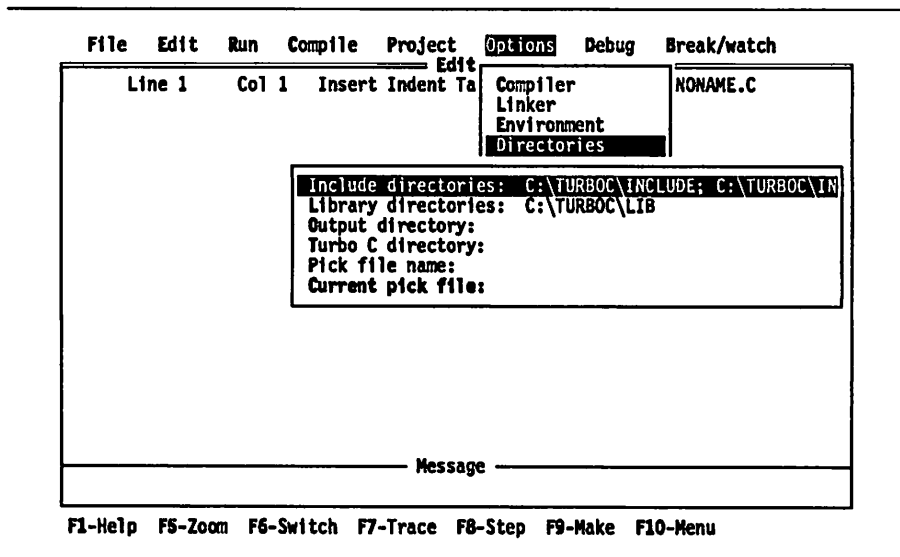 File Edit Run Compile Project Options Debug Break/watch
Edit
Line 1 Col 1 Insert Indent Ta NONAME.C
Compiler
Linker
Environment
Directories
Include directories: C:\TURBOC\INCLUDE; C:\TURBOC\IN
Library directories: C:\TURBOC\LIB
Output directory:
Turbo C directory:
Pick file name:
Current pick file:
Message
F1-Help F5-Zoom F6-Switch F7-Trace F8-Step F9-Make F10-Menu